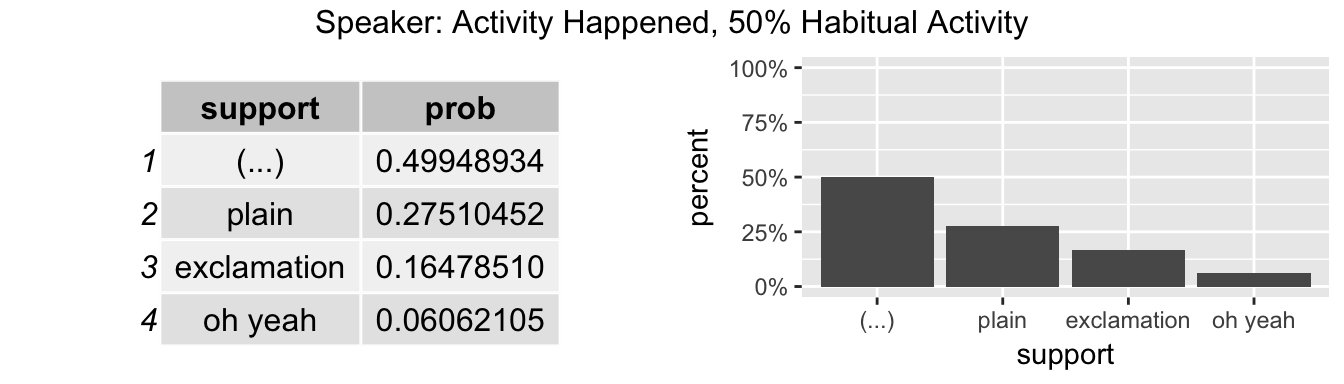 Speaker: Activity Happened, 50% Habitual Activity
support prob
1 (...) 0.49948934
2 plain 0.27510452
3 exclamation 0.16478510
4 oh yeah 0.06062105
percent
100%
75%
50%
25%
0%
(...) plain exclamation oh yeah
support